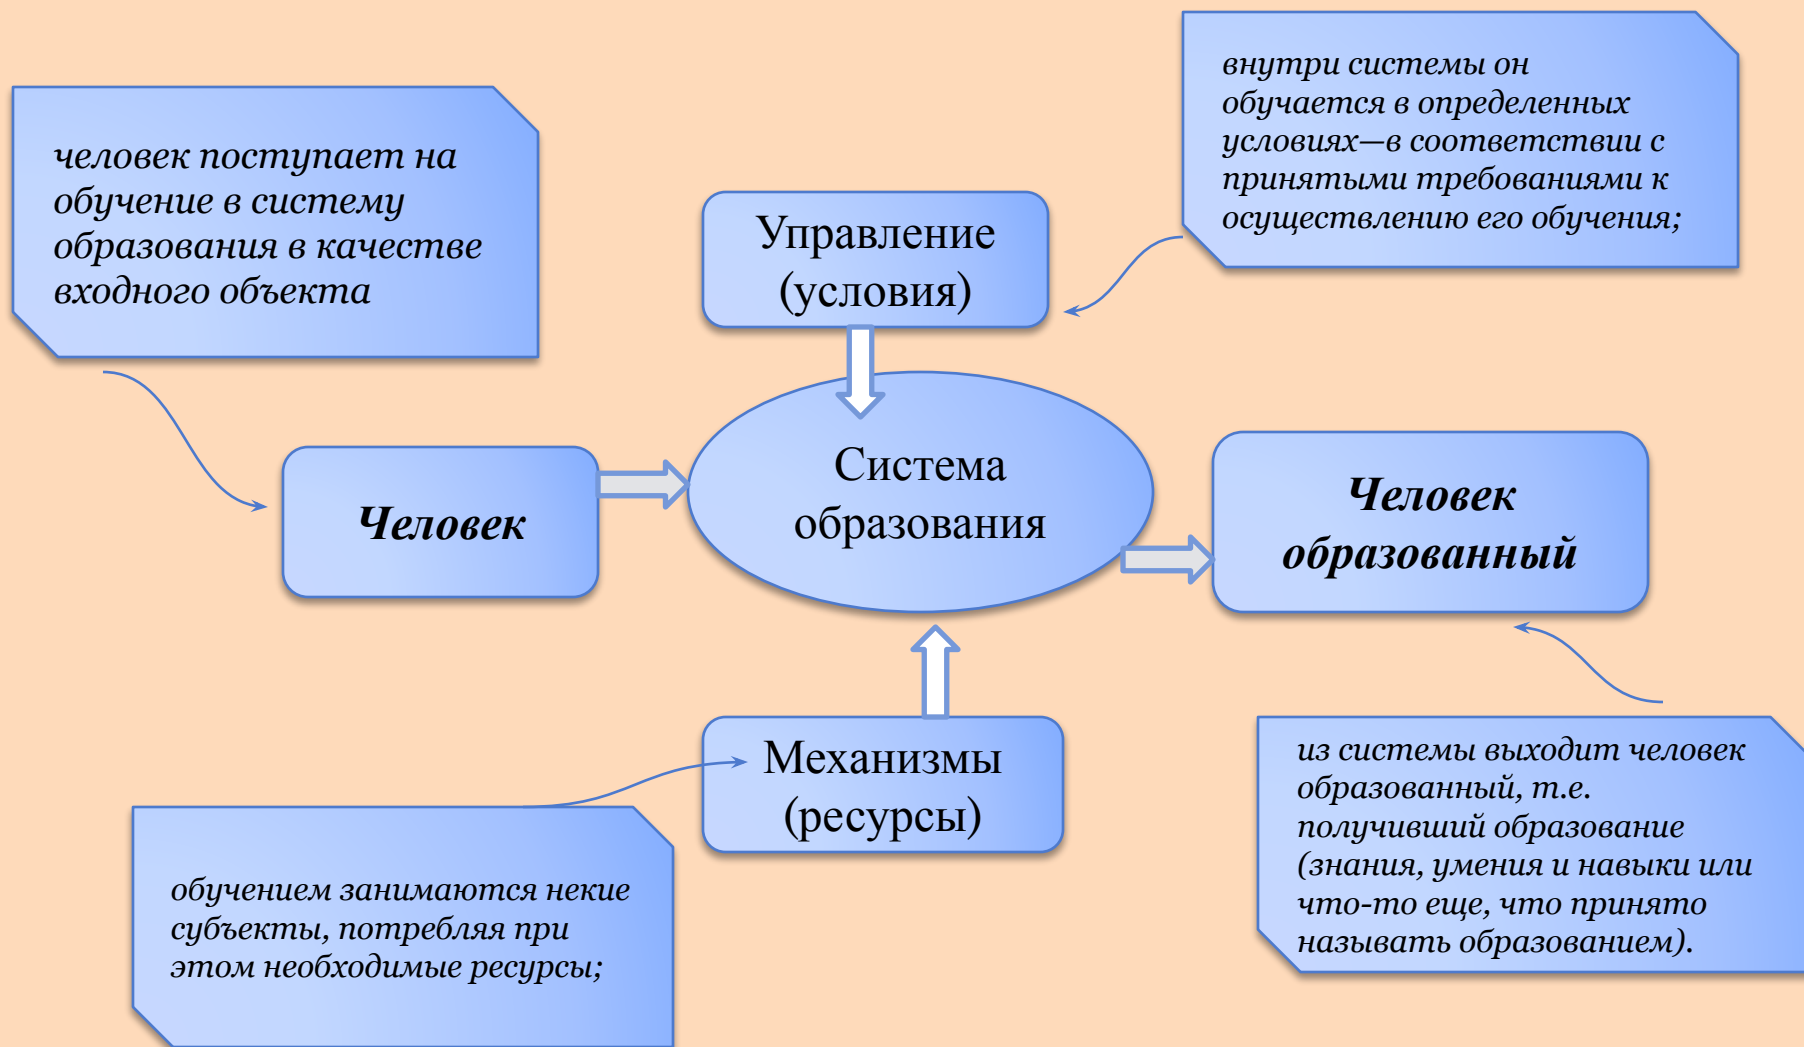 внутри системы он
обучается в определенных
условиях—в соответствии с
принятыми требованиями к
осуществлению его обучения;
человек поступает на
обучение в систему
образования в качестве
входного объекта
Управление
(условия)
Система
образования
Человек
Человек
образованный
Механизмы
(ресурсы)
из системы выходит человек
образованный, т.е.
получивший образование
(знания, умения и навыки или
что-то еще, что принято
называть образованием).
обучением занимаются некие
субъекты, потребляя при
этом необходимые ресурсы;